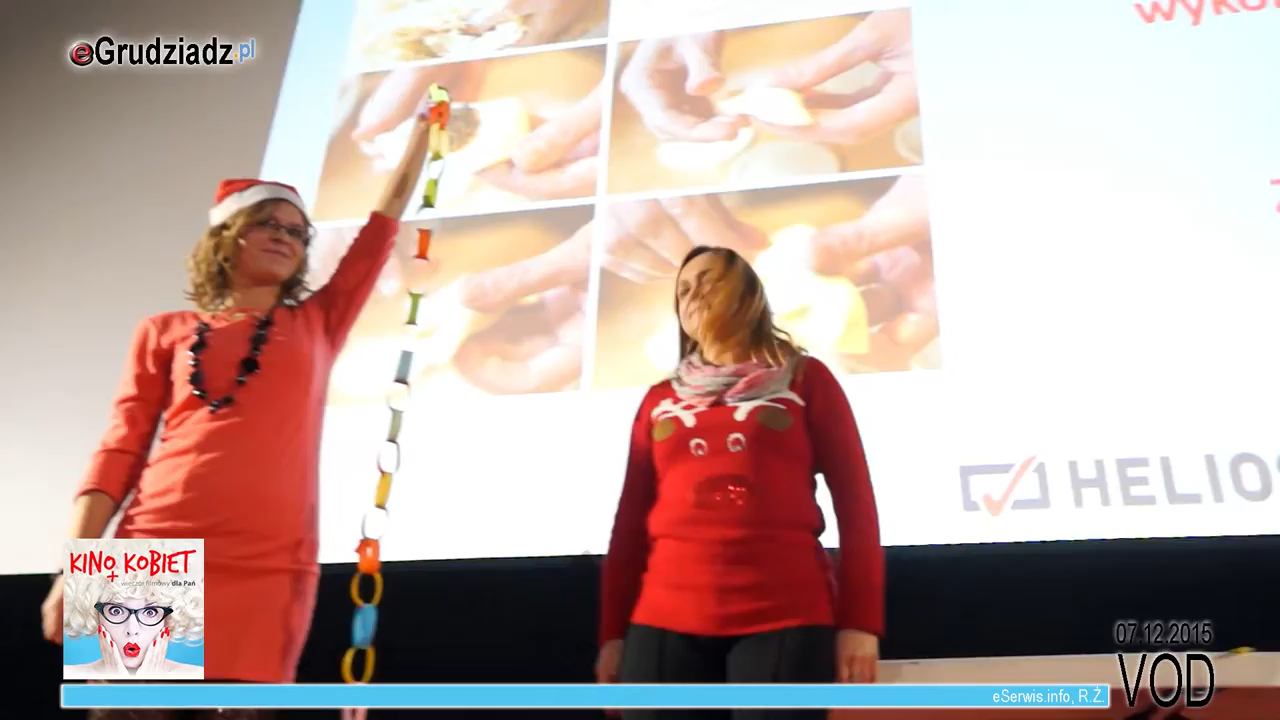 eGrudziadz.pl
HELIOS
KINO KOBIET
+ wieczór filmowy dla Pań
07.12.2015
VOD
eSerwis.info, R.Ż.